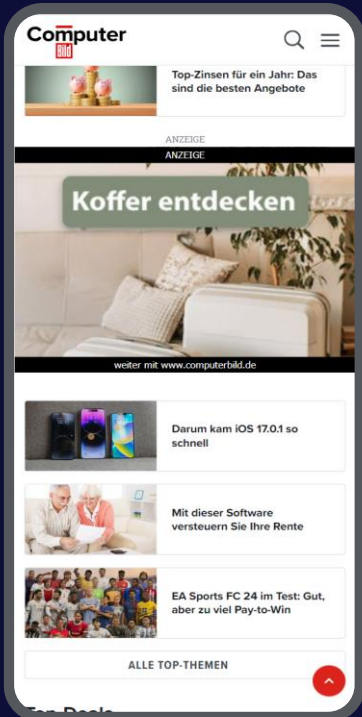 Computer
Bild
Top-Zinsen für ein Jahr: Das
sind die besten Angebote
ANZEIGE
ANZEIGE
Koffer entdecken
weiter mit www.computerbild.de
Darum kam iOS 17.0.1 so
schnell
Mit dieser Software
versteuern Sie Ihre Rente
EA Sports FC 24 im Test: Gut,
aber zu viel Pay-to-Win
ALLE TOP-THEMEN
Top Deals